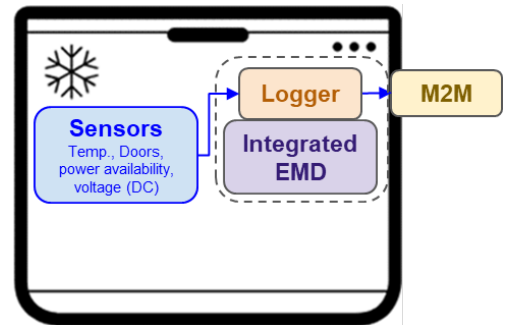 Sensors
Temp., Doors,
power availability,
voltage (DC)
Logger
Integrated
EMD
M2M